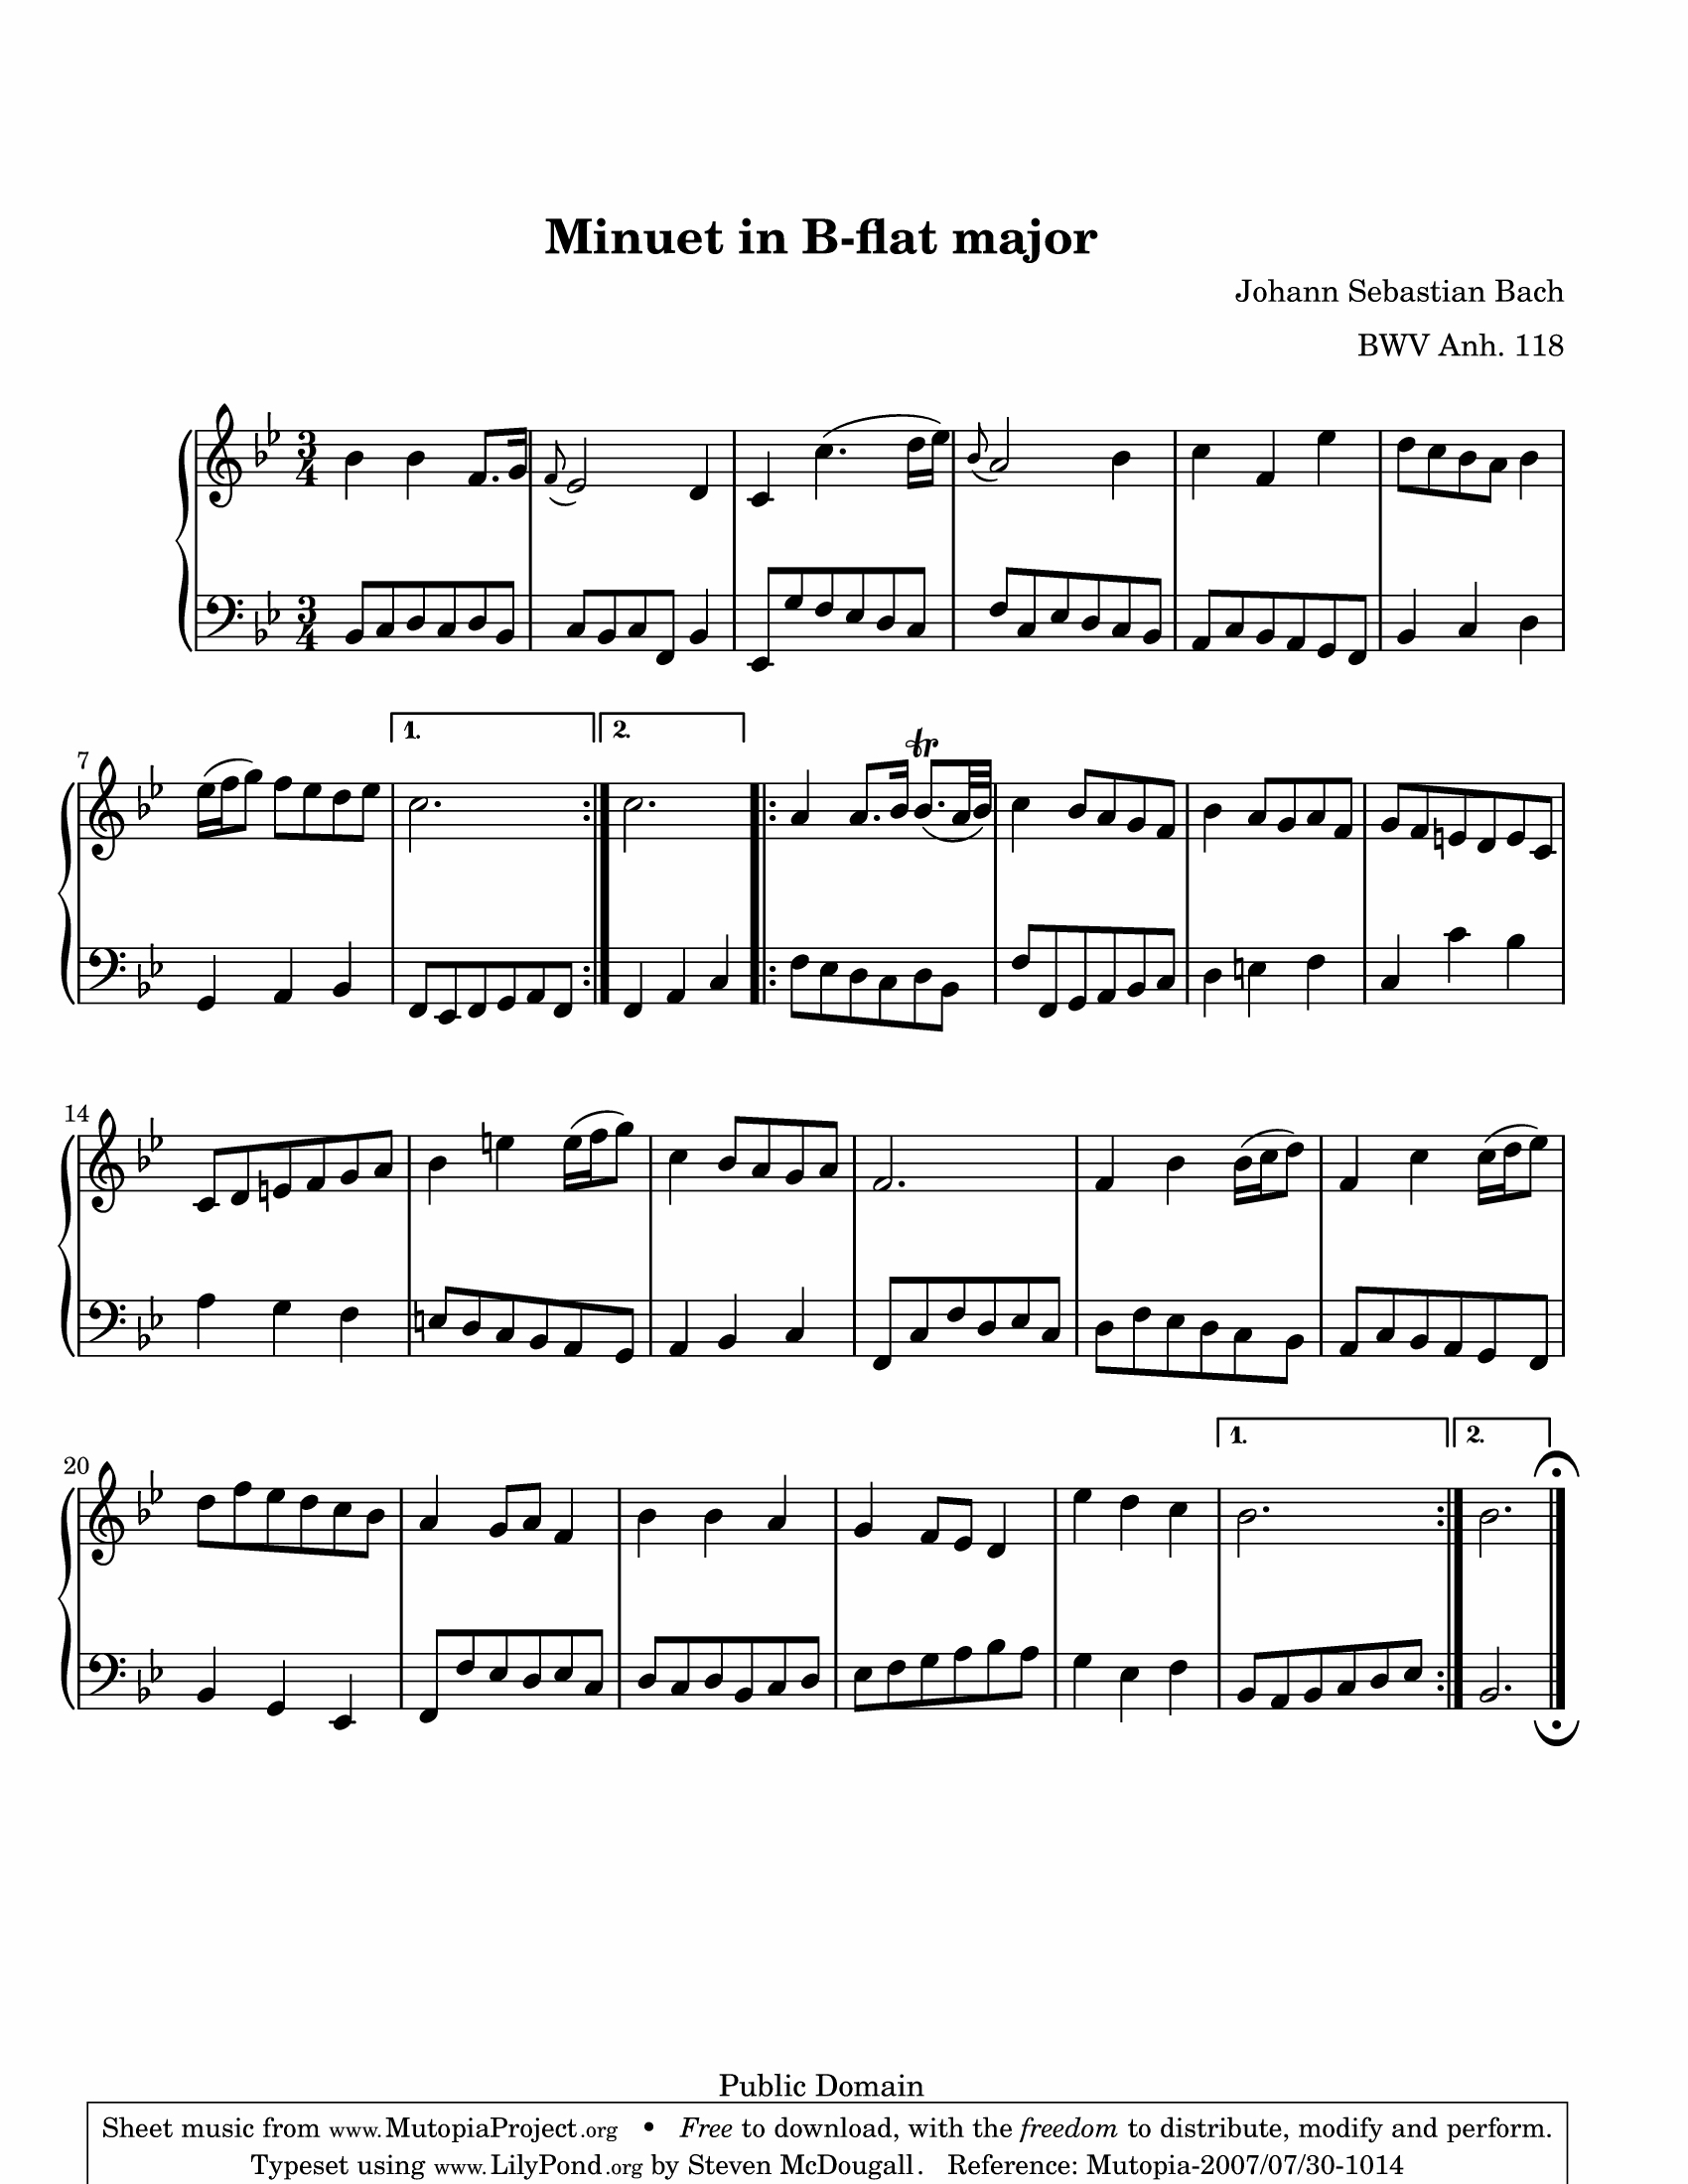 Minuet in B-flat major
Johann Sebastian Bach
BWV Anh. 118
3 4
3 4
7
1.
2.
tr
14
20
1.
2.
Public Domain
Sheet music from www.MutopiaProject.org • Free to download, with the freedom to distribute, modify and perform.
Typeset using www.LilyPond.org by Steven McDougall. Reference: Mutopia-2007/07/30-1014